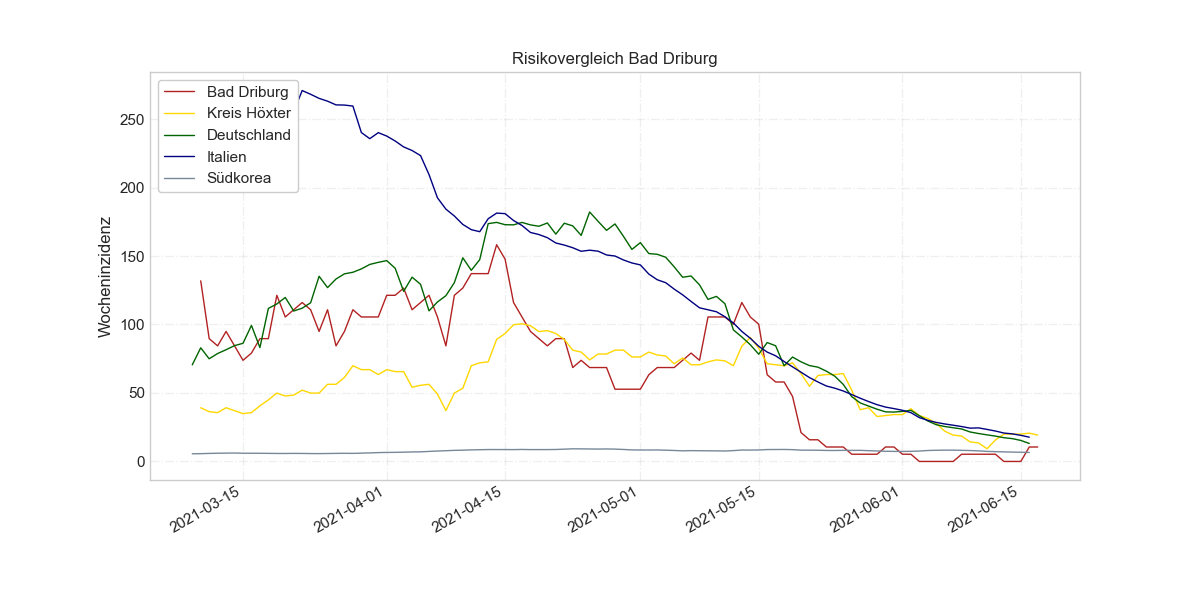 Risikovergleich Bad Driburg
Bad Driburg
Kreis Höxter
Deutschland
Italien
Südkorea
Wocheninzidenz
250
200
150
100
50
0
2021-03-15
2021-04-01
2021-04-15
2021-05-01
2021-05-15
2021-06-01
2021-06-15